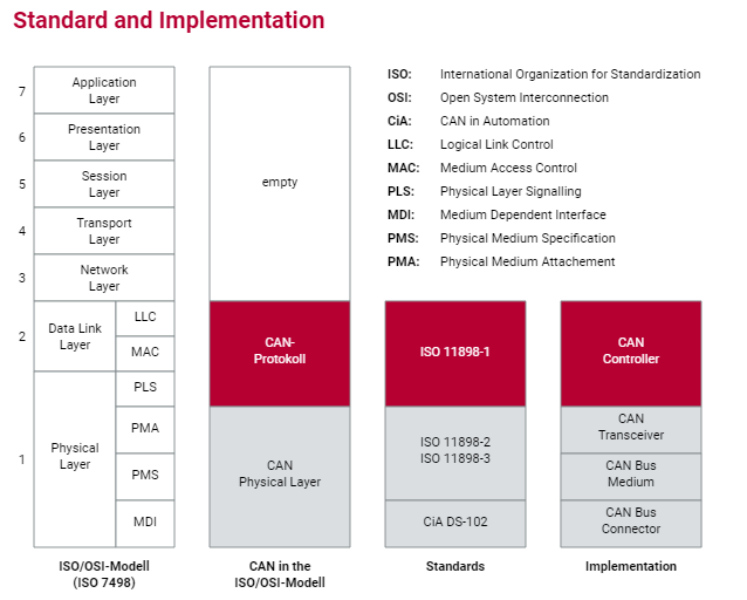 Standard and Implementation
7
Application
Layer
6
Presentation
Layer
5
Session
Layer
4
Transport
Layer
3
Network
Layer
2
Data Link
Layer
LLC
MAC
1
Physical
Layer
PLS
PMA
PMS
MDI
ISO/OSI-Modell
(ISO 7498)
empty
CAN-
Protokoll
CAN
Physical Layer
CAN in the
ISO/OSI-Modell
ISO: International Organization for Standardization
OSI: Open System Interconnection
CiA: CAN in Automation
LLC: Logical Link Control
MAC: Medium Access Control
PLS: Physical Layer Signalling
MDI: Medium Dependent Interface
PMS: Physical Medium Specification
PMA: Physical Medium Attachement
ISO 11898-1
ISO 11898-2
ISO 11898-3
CiA DS-102
Standards
CAN
Controller
CAN
Transceiver
CAN Bus
Medium
CAN Bus
Connector
Implementation